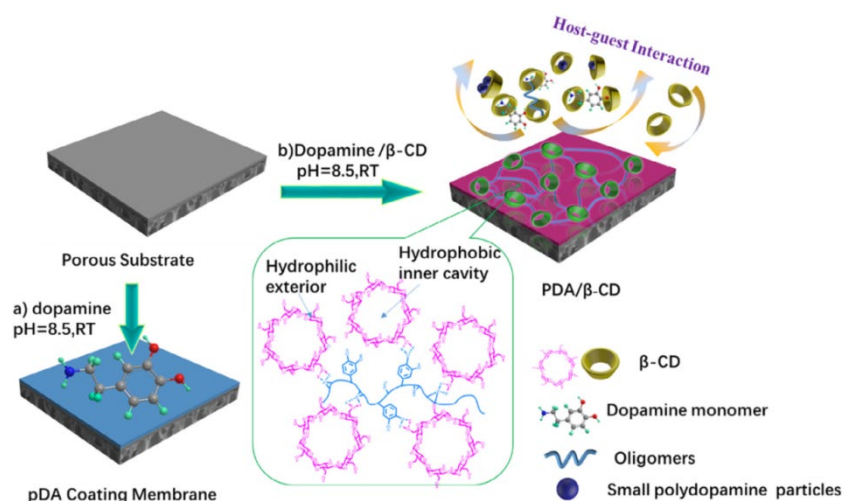 Host-guest Interaction
b)Dopamine/β-CD
pH=8.5,RT
Porous Substrate
a) dopamine
pH=8.5,RT
pDA Coating Membrane
Hydrophilic
exterior
Hydrophobic
inner cavity
PDA/β-CD
β-CD
Dopamine monomer
Oligomers
Small polydopamine particles